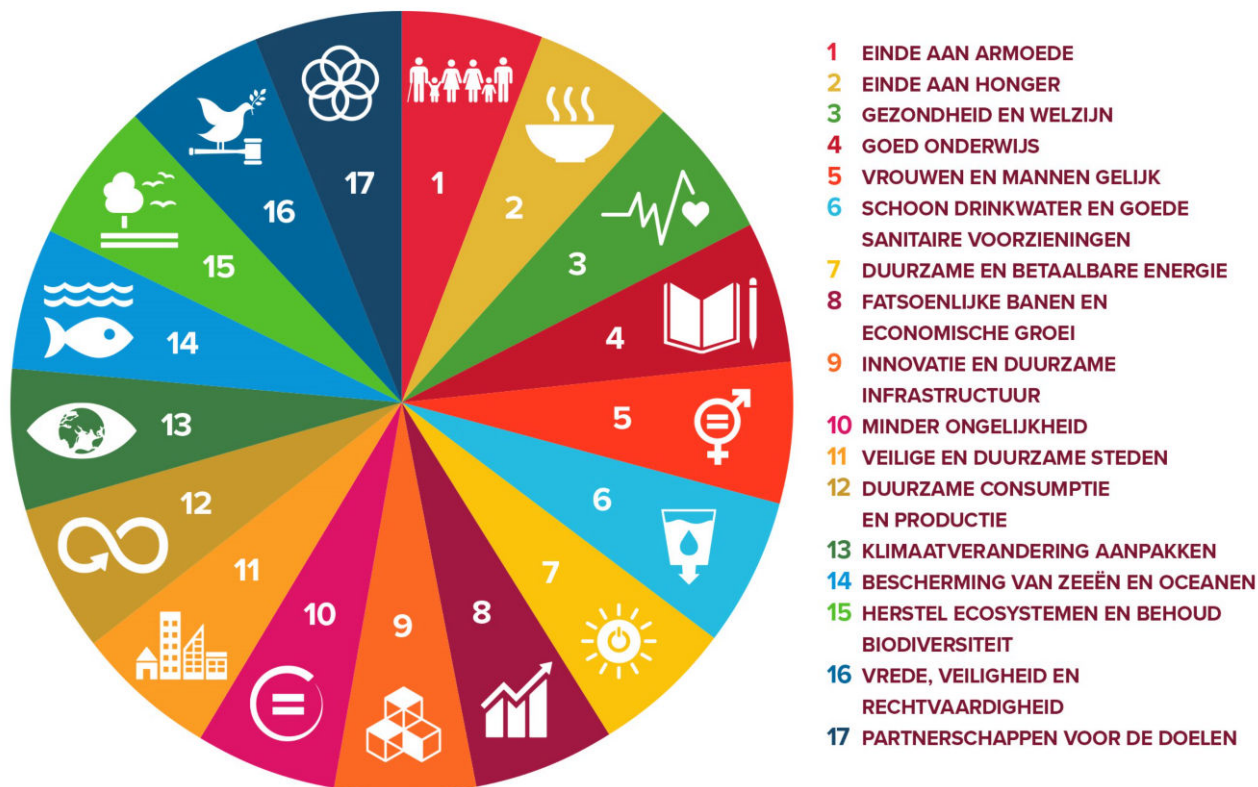 1
2
3
4
5
6
7
8
9
10
11
12
13
14
15
16
17
1 EINDE AAN ARMOEDE
2 EINDE AAN HONGER
3 GEZONDHEID EN WELZIJN
4 GOED ONDERWIJS
5 VROUWEN EN MANNEN GELIJK
6 SCHOON DRINKWATER EN GOEDE
SANITAIRE VOORZIENINGEN
7 DUURZAME EN BETAALBARE ENERGIE
8 FATSOENLIJKE BANEN EN
ECONOMISCHE GROEI
9 INNOVATIE EN DUURZAME
INFRASTRUCTUUR
10 MINDER ONGELIJKHEID
11 VEILIGE EN DUURZAME STEDEN
12 DUURZAME CONSUMPTIE
EN PRODUCTIE
13 KLIMAATVERANDERING AANPAKKEN
14 BESCHERMING VAN ZEEËN EN OCEANEN
15 HERSTEL ECOSYSTEMEN EN BEHOUD
BIODIVERSITEIT
16 VREDE, VEILIGHEID EN
RECHTVAARDIGHEID
17 PARTNERSCHAPPEN VOOR DE DOELEN